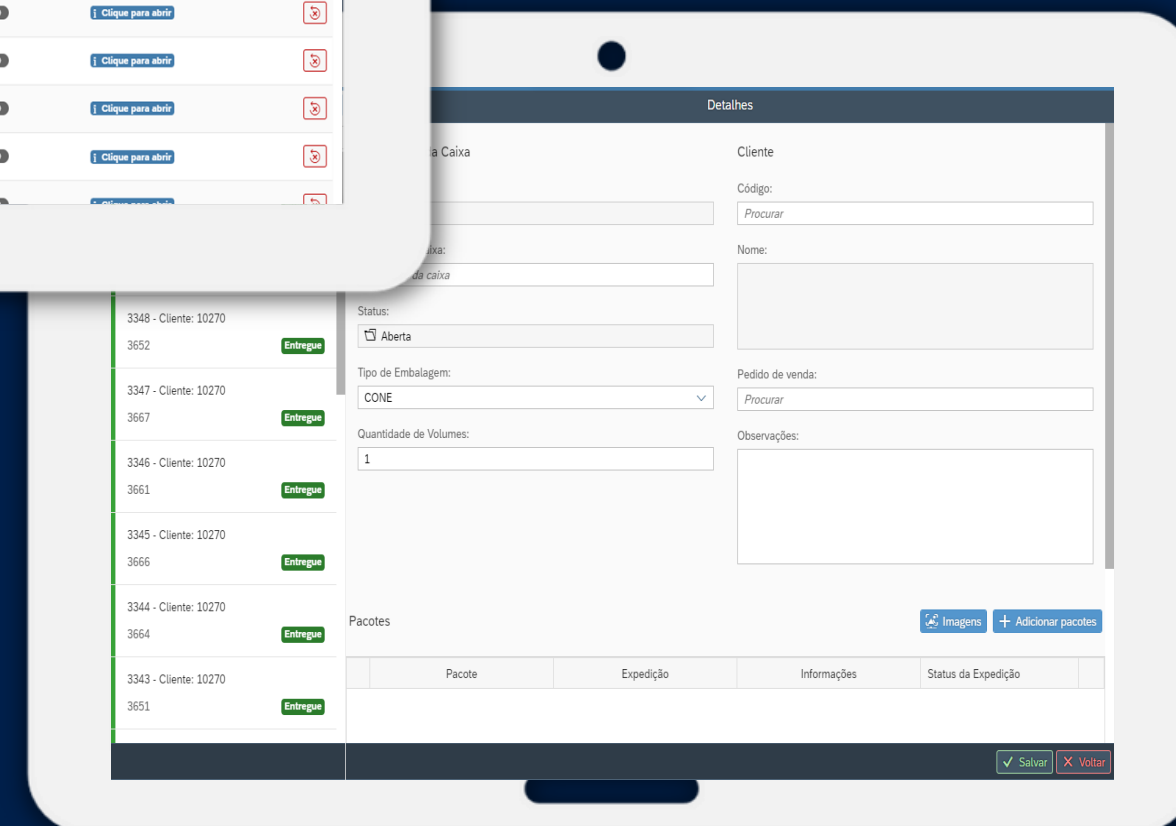 Clique para abrir
Clique para abrir
Clique para abrir
Clique para abrir
Detalhes
da Caixa
da caixa
Status:
Aberta
Tipo de Embalagem:
CONE
Quantidade de Volumes:
1
Cliente
Código:
Procurar
Nome:
Pedido de venda:
Procurar
Observações:
3348 - Cliente: 10270
3652 Entregue
3347 - Cliente: 10270
3667 Entregue
3346 - Cliente: 10270
3661 Entregue
3345 - Cliente: 10270
3666 Entregue
3344 - Cliente: 10270
3664 Entregue
3343 - Cliente: 10270
3651 Entregue
Pacotes
Imagens
Adicionar pacotes
Pacote Expedição Informações Status da Expedição
Salvar Voltar